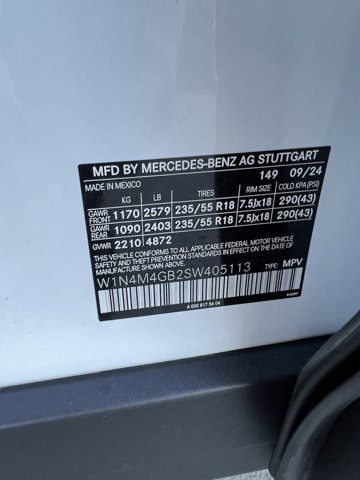 MFD BY MERCEDES-BENZ AG STUTTGART
149 09/24
MADE IN MEXICO
KG LB TIRES RIM SIZE COLD KPA (PSI)
GAWR FRONT 1170 2579 235/55 R18 7.5Jx18 290(43)
GAWR REAR 1090 2403 235/55 R18 7.5Jx18 290(43)
GVWR 2210 4872
THIS VEHICLE CONFORMS TO ALL APPLICABLE FEDERAL MOTOR VEHICLE
SAFETY, BUMPER, AND THEFT PREVENTION STANDARDS IN EFFECT ON THE DATE OF
MANUFACTURE SHOWN ABOVE.
W1N4M4GB2SW405113 TYPE: MPV
A 000 817 34 04